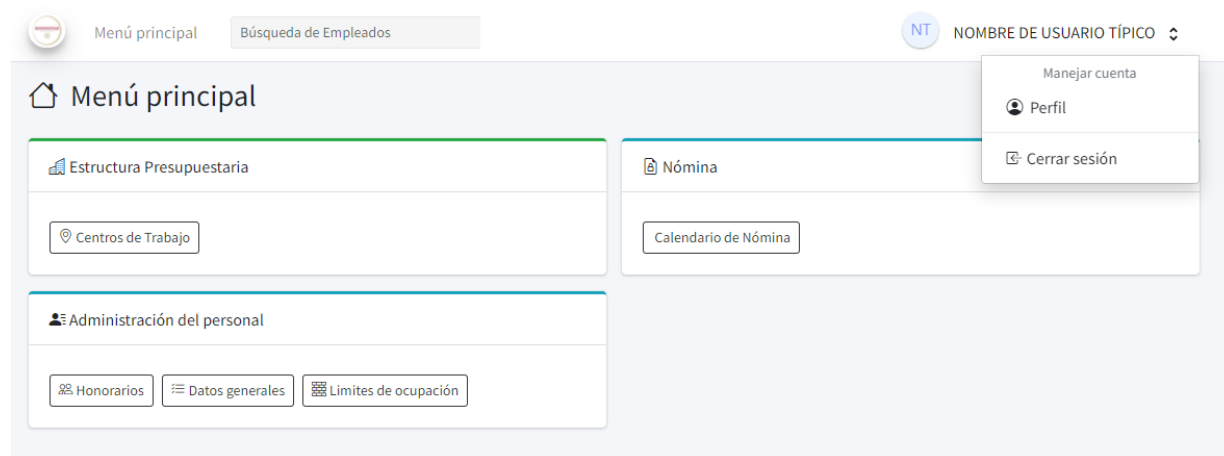 Menú principal
Búsqueda de Empleados
NT
NOMBRE DE USUARIO TÍPICO
Manejar cuenta
Perfil
Cerrar sesión
Menú principal
Estructura Presupuestaria
Centros de Trabajo
Nómina
Calendario de Nómina
Administración del personal
Honorarios
Datos generales
Limites de ocupación